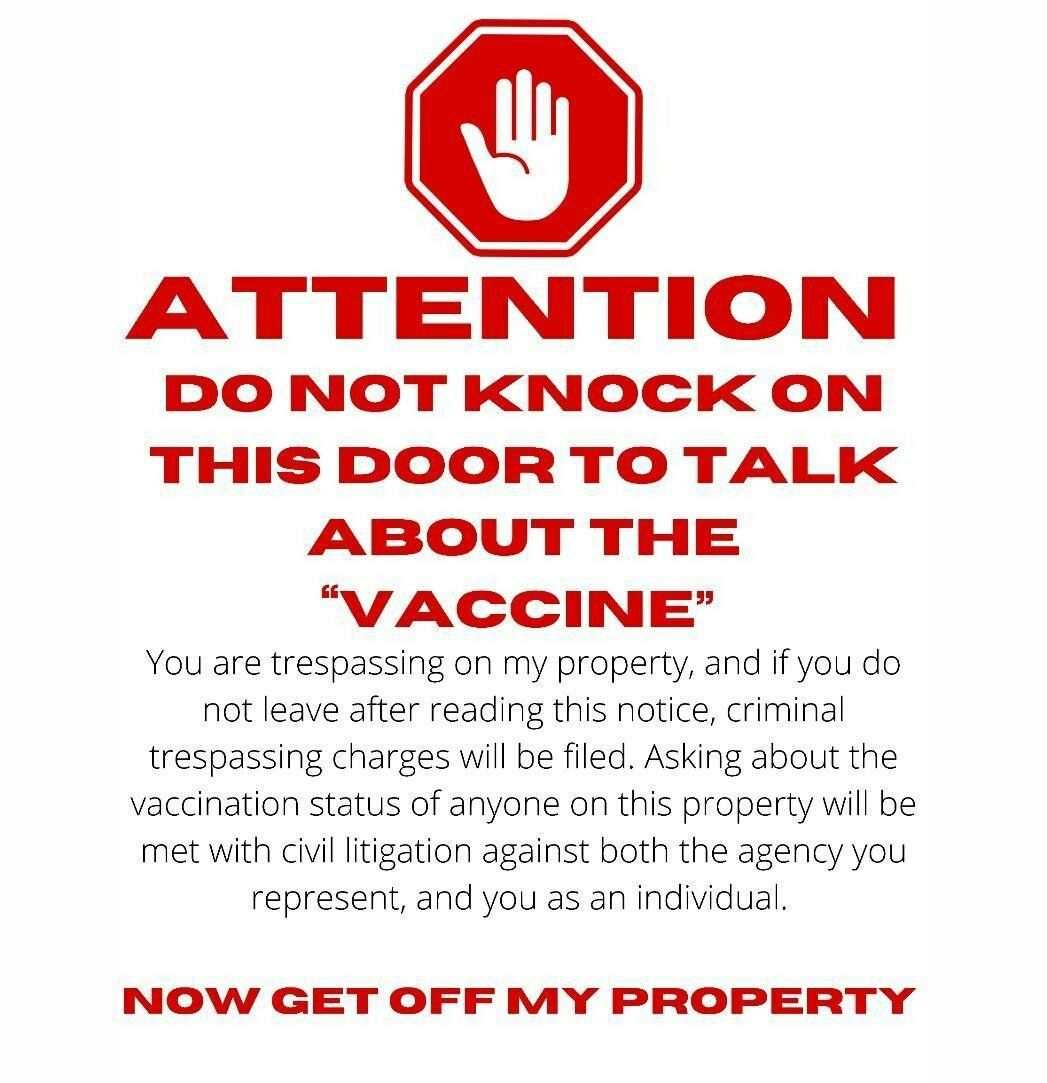 ATTENTION
DO NOT KNOCK ON
THIS DOOR TO TALK
ABOUT THE
“VACCINE”
You are trespassing on my property, and if you do
not leave after reading this notice, criminal
trespassing charges will be filed. Asking about the
vaccination status of anyone on this property will be
met with civil litigation against both the agency you
represent, and you as an individual.
NOW GET OFF MY PROPERTY